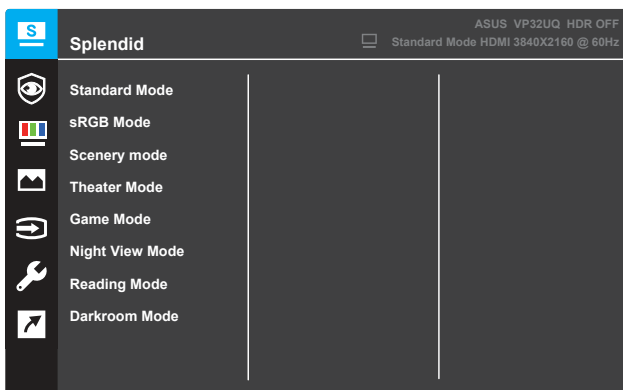 S
ASUS VP32UQ HDR OFF
Splendid
Standard Mode HDMI 3840X2160 @ 60Hz
Standard Mode
sRGB Mode
Scenery mode
Theater Mode
Game Mode
Night View Mode
Reading Mode
Darkroom Mode